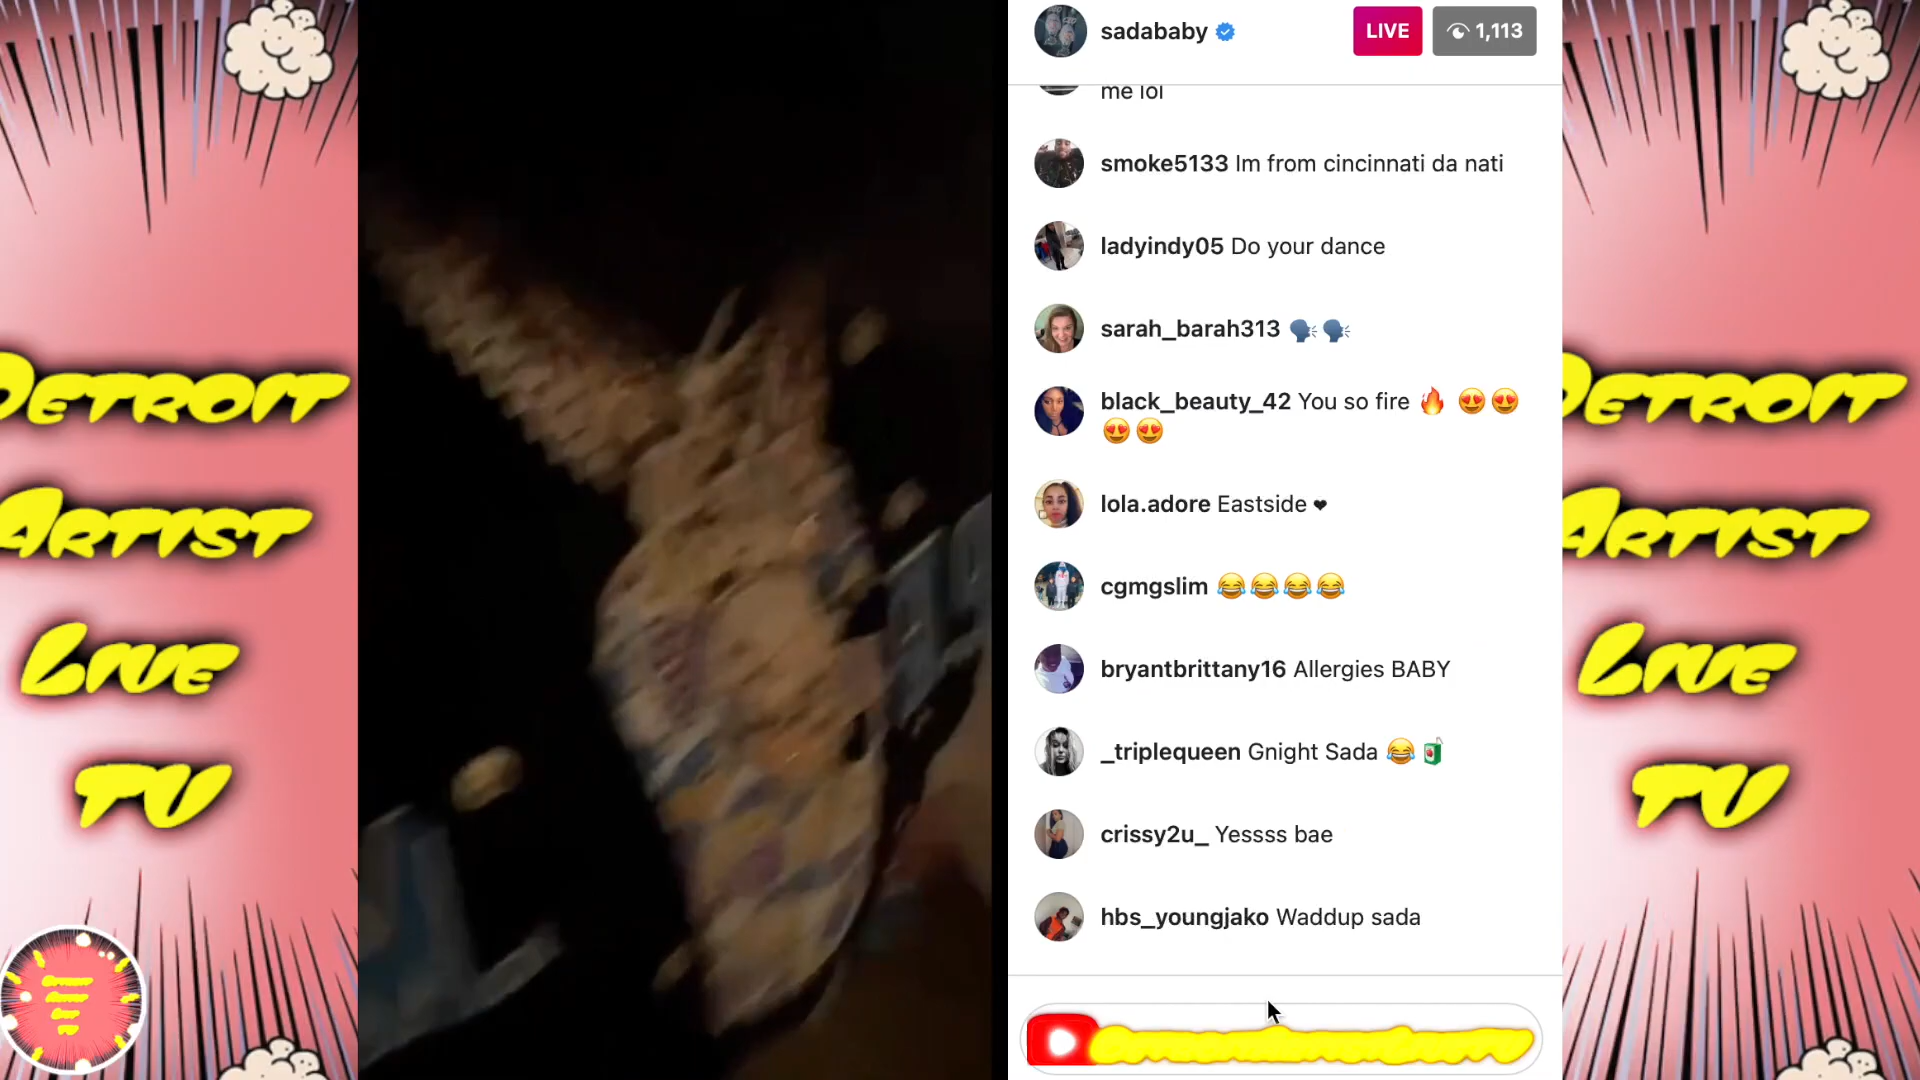 sadababy
LIVE
1,113
me lol
smoke5133 Im from cincinnati da nati
ladyindy05 Do your dance
sarah_barah313 🗣🗣
black_beauty_42 You so fire 🔥 😍😍
😍😍
lola.adore Eastside ❤
cgmgslim 😂😂😂😂
bryantbrittany16 Allergies BABY
_triplequeen Gnight Sada 😂🧃
crissy2u_ Yessss bae
hbs_youngjako Waddup sada
DETROIT
ARTIST
LIVE
TV
DETROIT
ARTIST
LIVE
TV